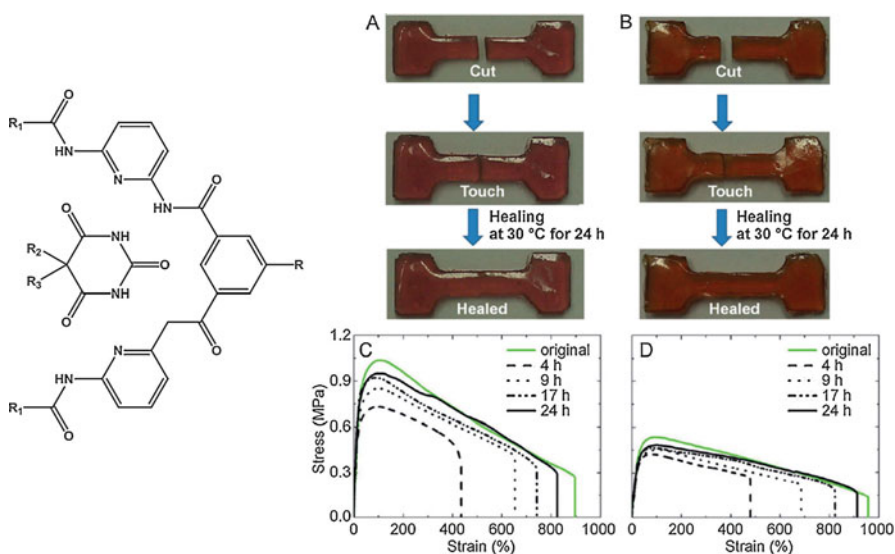 O
R₁
NH
N
NH
O
O
R₂
R₃
NH
NH
O
O
R
N
O
NH
R₁
O
A
Cut
Touch
Healing
at 30 °C for 24 h
Healed
B
Cut
Touch
Healing
at 30 °C for 24 h
Healed
C
original
4 h
9 h
17 h
24 h
Stress (MPa)
1.2
0.9
0.6
0.3
0.0
0 200 400 600 800 1000
Strain (%)
D
original
4 h
9 h
17 h
24 h
0 200 400 600 800 1000
Strain (%)